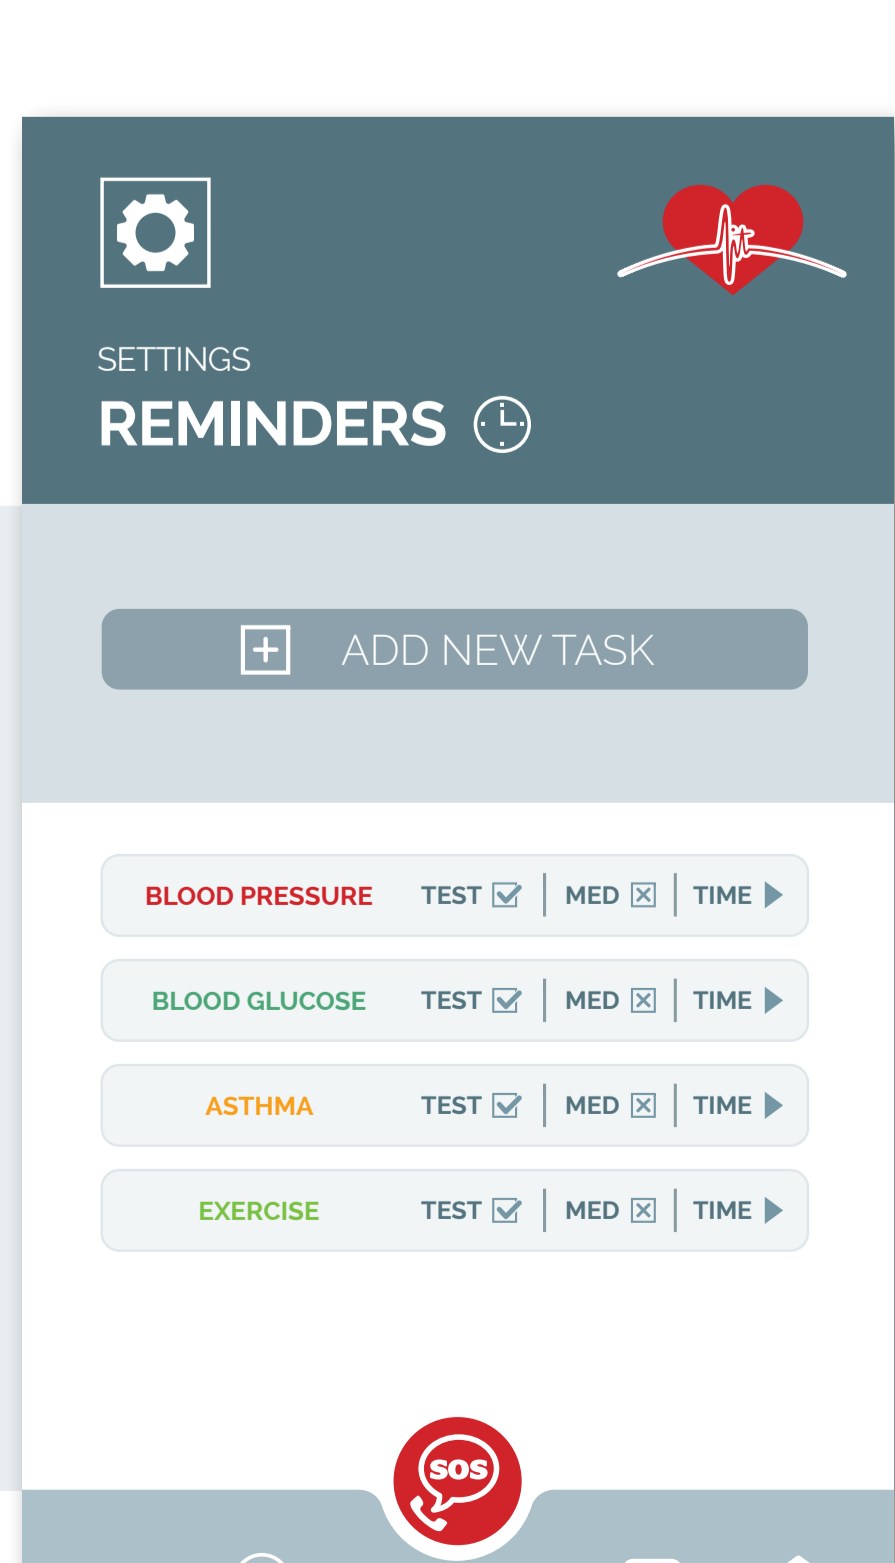 SETTINGS
REMINDERS
ADD NEW TASK
BLOOD PRESSURE TEST MED TIME
BLOOD GLUCOSE TEST MED TIME
ASTHMA TEST MED TIME
EXERCISE TEST MED TIME
SOS